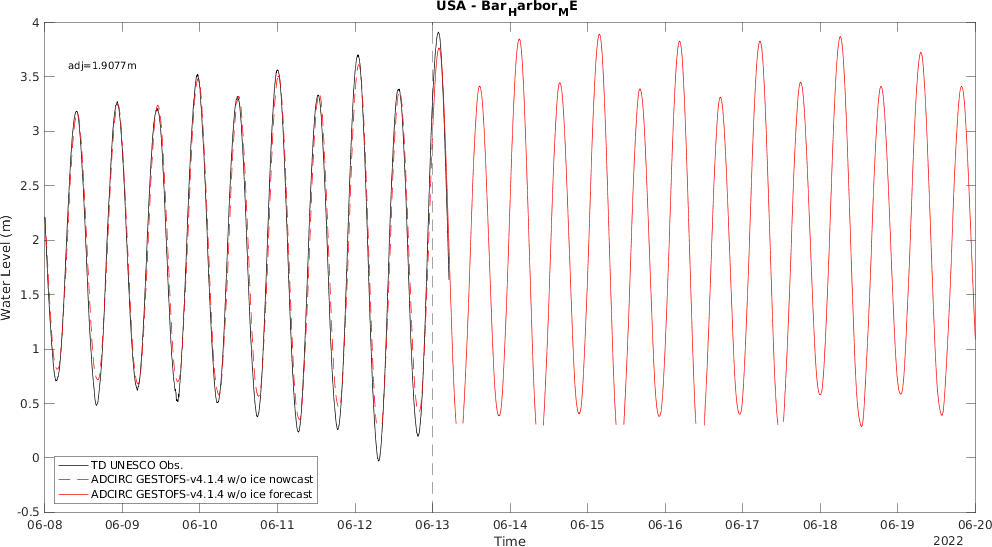 USA - BarHarborME
adj=1.9077m
4
3.5
3
2.5
2
1.5
1
0.5
0
-0.5
Water Level (m)
TD UNESCO Obs.
ADCIRC GESTOFS-v4.1.4 w/o ice nowcast
ADCIRC GESTOFS-v4.1.4 w/o ice forecast
06-08 06-09 06-10 06-11 06-12 06-13 06-14 06-15 06-16 06-17 06-18 06-19 06-20
Time
2022